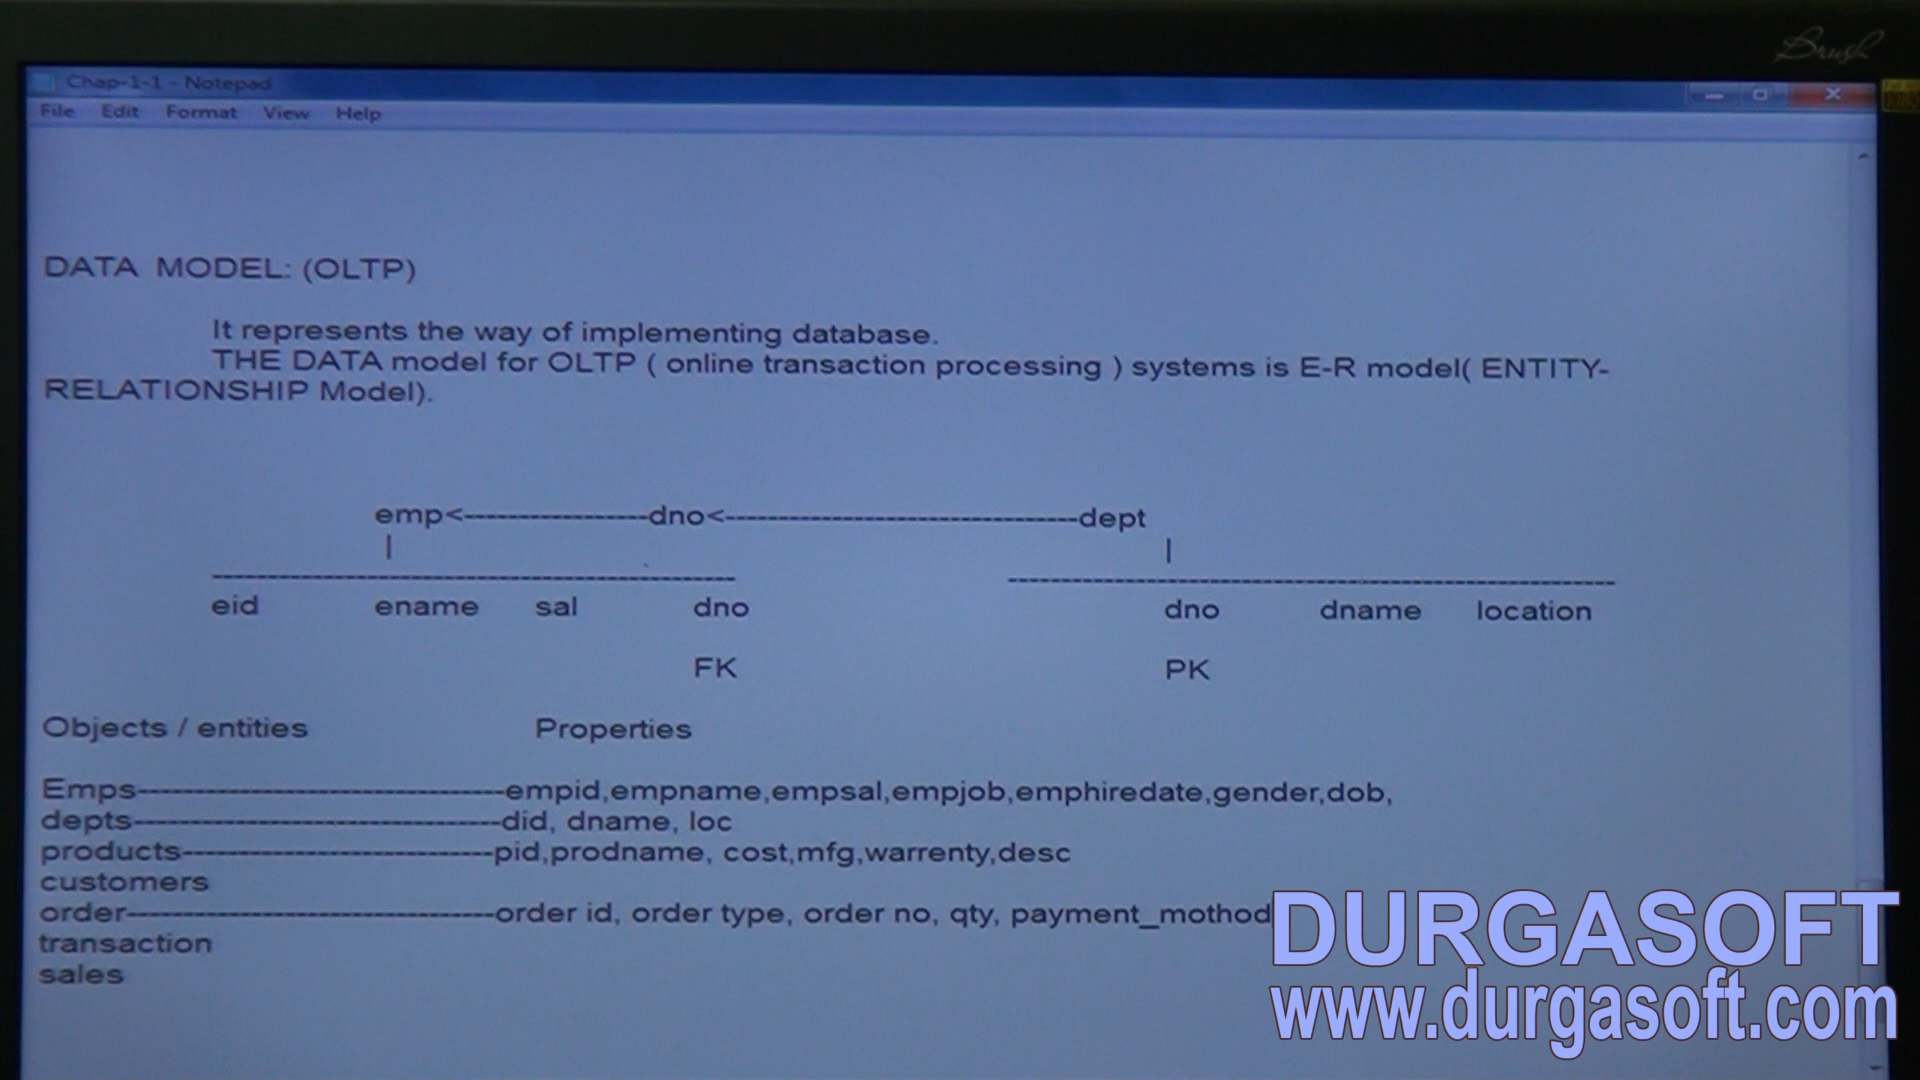 Brush
Chap-1-1 - Notepad
File Edit Format View Help
DATA MODEL: (OLTP)
It represents the way of implementing database.
THE DATA model for OLTP ( online transaction processing ) systems is E-R model( ENTITY-
RELATIONSHIP Model).
emp<------------------dno<-----------------------------------dept
| |
---------------------------------------------------- ------------------------------------------------------------
eid ename sal dno dno dname location
FK PK
Objects / entities Properties
Emps------------------------------------empid,empname,empsal,empjob,emphiredate,gender,dob,
depts------------------------------------did, dname, loc
products-------------------------------pid,prodname, cost,mfg,warrenty,desc
customers
order------------------------------------order id, order type, order no, qty, payment_mothod
transaction
sales
DURGASOFT
www.durgasoft.com